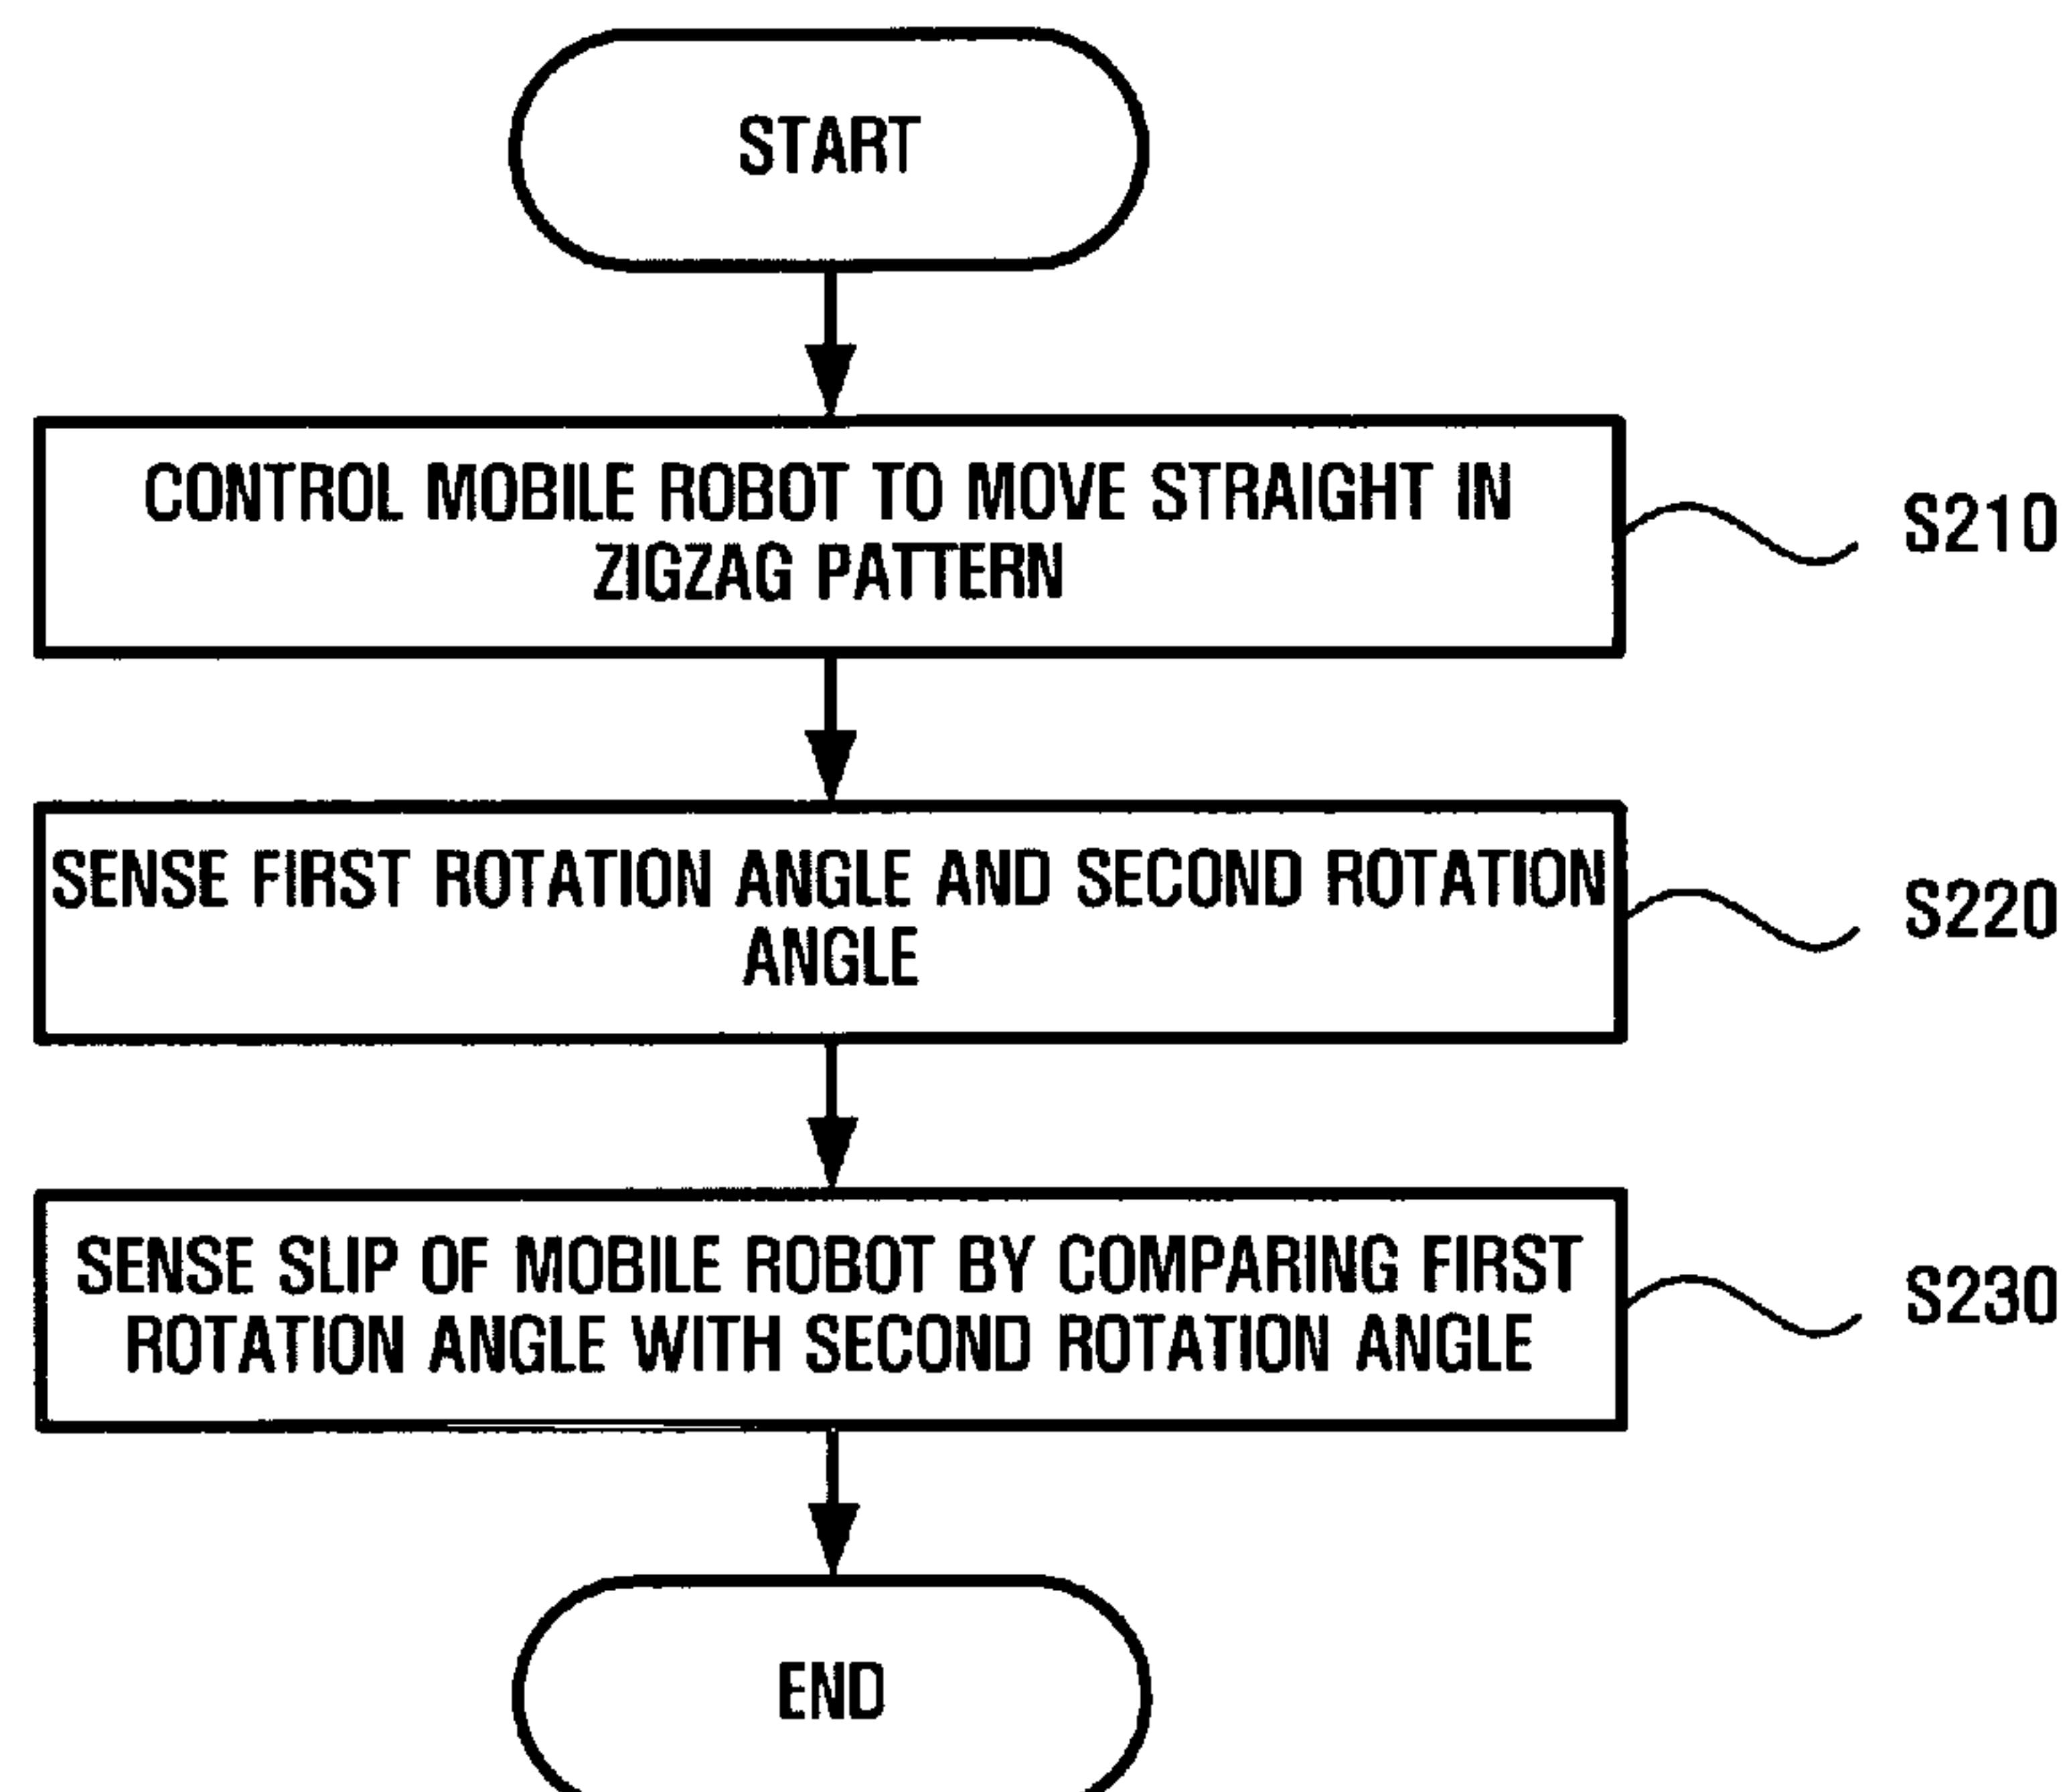 START
CONTROL MOBILE ROBOT TO MOVE STRAIGHT IN
ZIGZAG PATTERN
S210
SENSE FIRST ROTATION ANGLE AND SECOND ROTATION
ANGLE
S220
SENSE SLIP OF MOBILE ROBOT BY COMPARING FIRST
ROTATION ANGLE WITH SECOND ROTATION ANGLE
S230
END